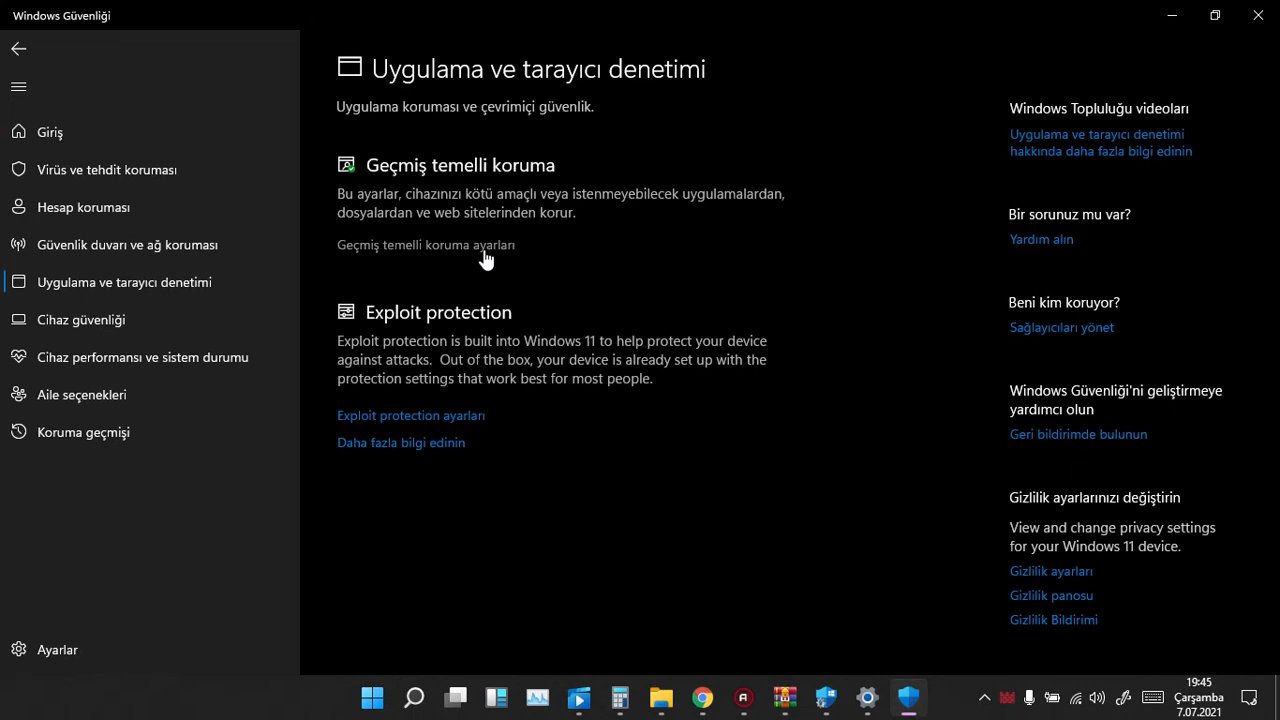 Windows Güvenliği
Giriş
Virüs ve tehdit koruması
Hesap koruması
Güvenlik duvarı ve ağ koruması
Uygulama ve tarayıcı denetimi
Cihaz güvenliği
Cihaz performansı ve sistem durumu
Aile seçenekleri
Koruma geçmişi
Ayarlar
Uygulama ve tarayıcı denetimi
Uygulama koruması ve çevrimiçi güvenlik.
Geçmiş temelli koruma
Bu ayarlar, cihazınızı kötü amaçlı veya istenmeyebilecek uygulamalardan,
dosyalardan ve web sitelerinden korur.
Geçmiş temelli koruma ayarları
Exploit protection
Exploit protection is built into Windows 11 to help protect your device
against attacks. Out of the box, your device is already set up with the
protection settings that work best for most people.
Exploit protection ayarları
Daha fazla bilgi edinin
Windows Topluluğu videoları
Uygulama ve tarayıcı denetimi
hakkında daha fazla bilgi edinin
Bir sorunuz mu var?
Yardım alın
Beni kim koruyor?
Sağlayıcıları yönet
Windows Güvenliği'ni geliştirmeye
yardımcı olun
Geri bildirimde bulunun
Gizlilik ayarlarınızı değiştirin
View and change privacy settings
for your Windows 11 device.
Gizlilik ayarları
Gizlilik panosu
Gizlilik Bildirimi
19:45
Çarşamba
7.07.2021